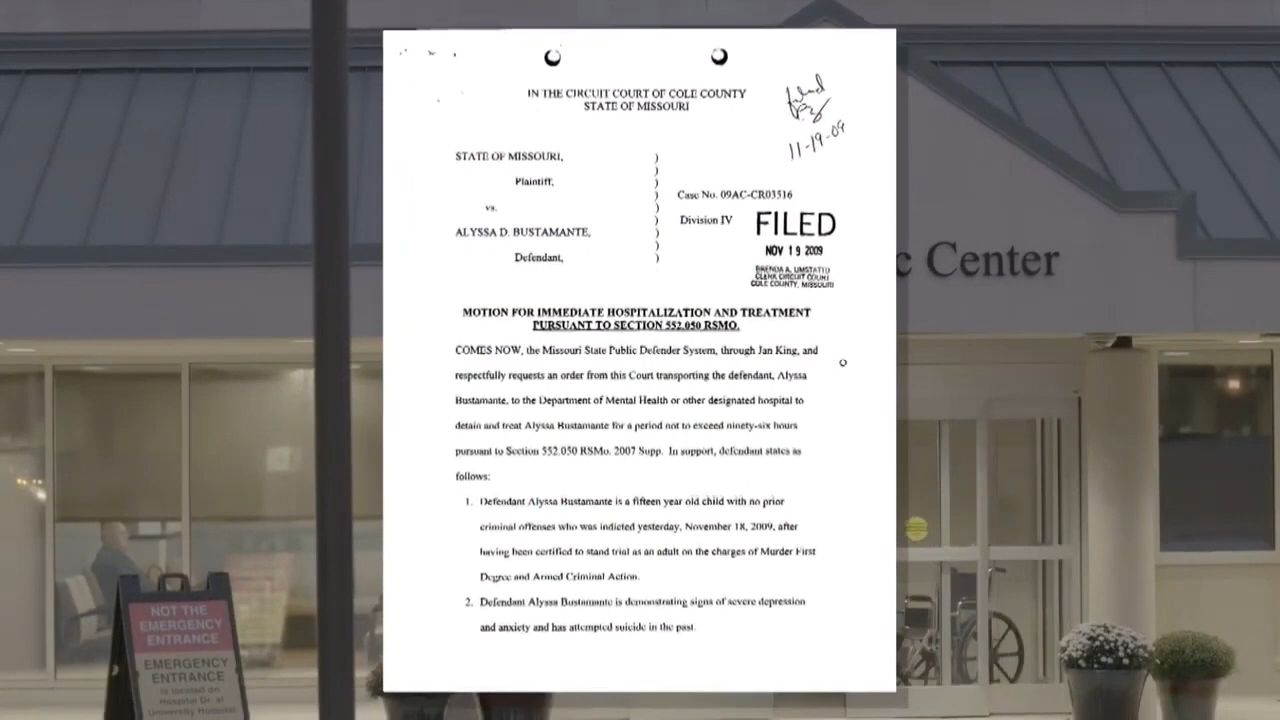 IN THE CIRCUIT COURT OF COLE COUNTY
STATE OF MISSOURI
Filed
11-19-09
STATE OF MISSOURI,
Plaintiff,
vs.
ALYSSA D. BUSTAMANTE,
Defendant,
)
)
)
)
)
)
)
)
)
Case No. 09AC-CR03516
Division IV
FILED
NOV 19 2009
BRENDA A. UMSTATTD
CLERK CIRCUIT COURT
COLE COUNTY, MISSOURI
MOTION FOR IMMEDIATE HOSPITALIZATION AND TREATMENT
PURSUANT TO SECTION 552.050 RSMO.
COMES NOW, the Missouri State Public Defender System, through Jan King, and
respectfully requests an order from this Court transporting the defendant, Alyssa
Bustamante, to the Department of Mental Health or other designated hospital to
detain and treat Alyssa Bustamante for a period not to exceed ninety-six hours
pursuant to Section 552.050 RSMo. 2007 Supp. In support, defendant states as
follows:
1. Defendant Alyssa Bustamante is a fifteen year old child with no prior
criminal offenses who was indicted yesterday, November 18, 2009, after
having been certified to stand trial as an adult on the charges of Murder First
Degree and Armed Criminal Action.
2. Defendant Alyssa Bustamante is demonstrating signs of severe depression
and anxiety and has attempted suicide in the past.
c Center
NOT THE
EMERGENCY
ENTRANCE
EMERGENCY
ENTRANCE
is located on
Hospital Dr. at
University Hospital